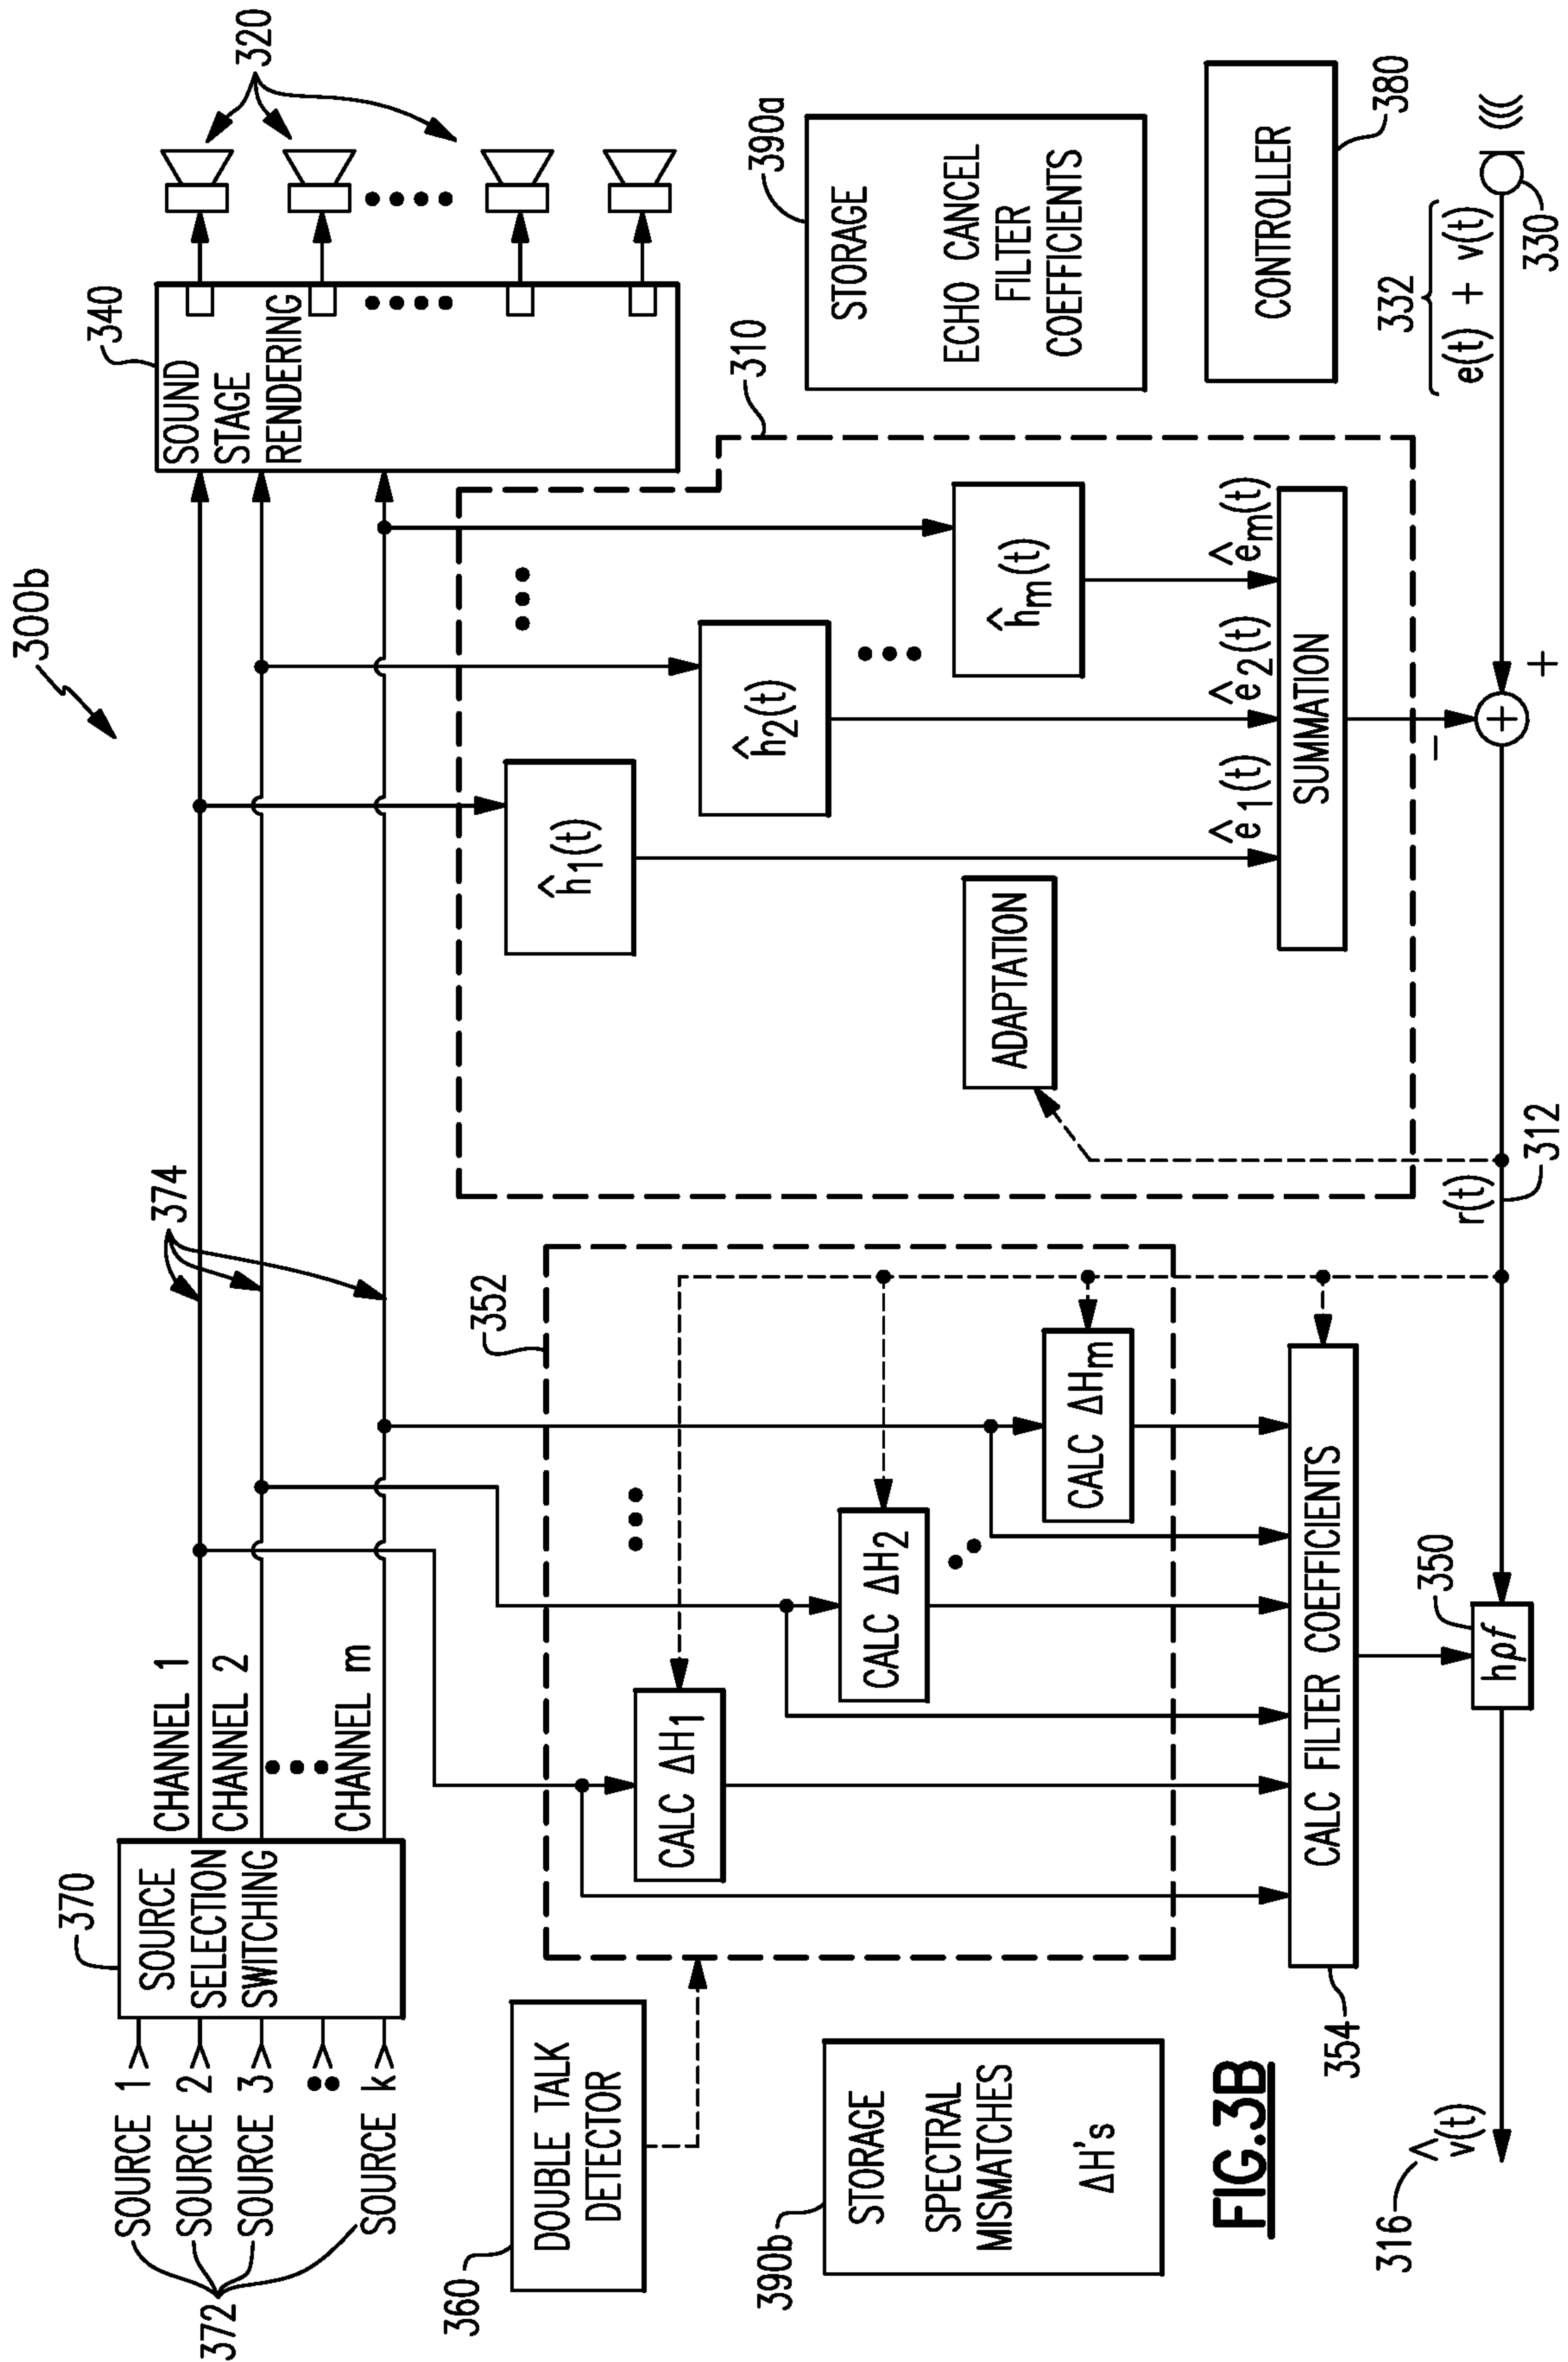 300b
SOURCE 1
SOURCE 2
SOURCE 3
SOURCE k
372
370
SOURCE
SELECTION
SWITCHING
CHANNEL 1
CHANNEL 2
CHANNEL m
374
340
SOUND
STAGE
RENDERING
320
360
DOUBLE TALK
DETECTOR
352
CALC ΔH1
CALC ΔH2
CALC ΔHm
310
ĥ1(t)
ĥ2(t)
ĥm(t)
ADAPTATION
ê1(t)
ê2(t)
êm(t)
SUMMATION
390a
STORAGE
ECHO CANCEL
FILTER
COEFFICIENTS
390b
STORAGE
SPECTRAL
MISMATCHES
ΔH's
CALC FILTER COEFFICIENTS
354
CONTROLLER
380
316
v̂(t)
hpf
350
r(t)
312
−
+
+
332
e(t) + v(t)
330
FIG.3B